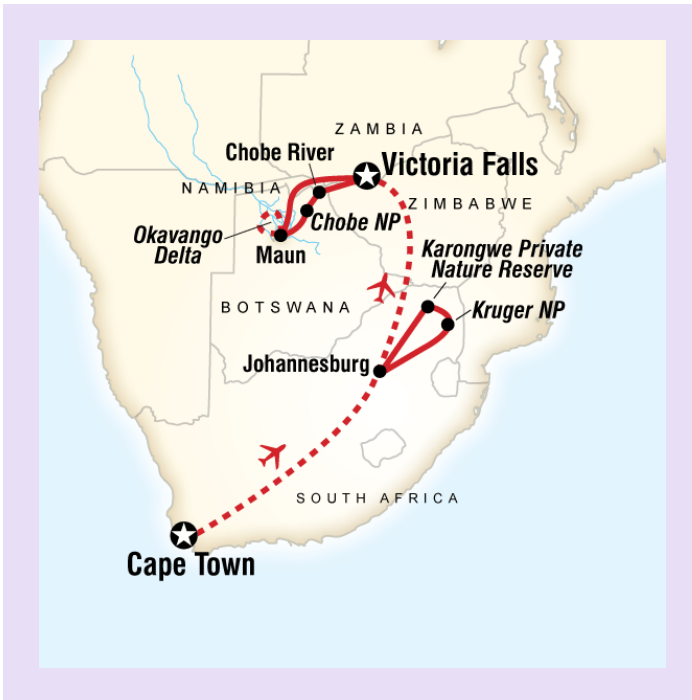 ZAMBIA
Chobe River
Victoria Falls
NAMIBIA
ZIMBABWE
Chobe NP
Okavango
Delta
Maun
Karongwe Private
Nature Reserve
BOTSWANA
Kruger NP
Johannesburg
SOUTH AFRICA
Cape Town